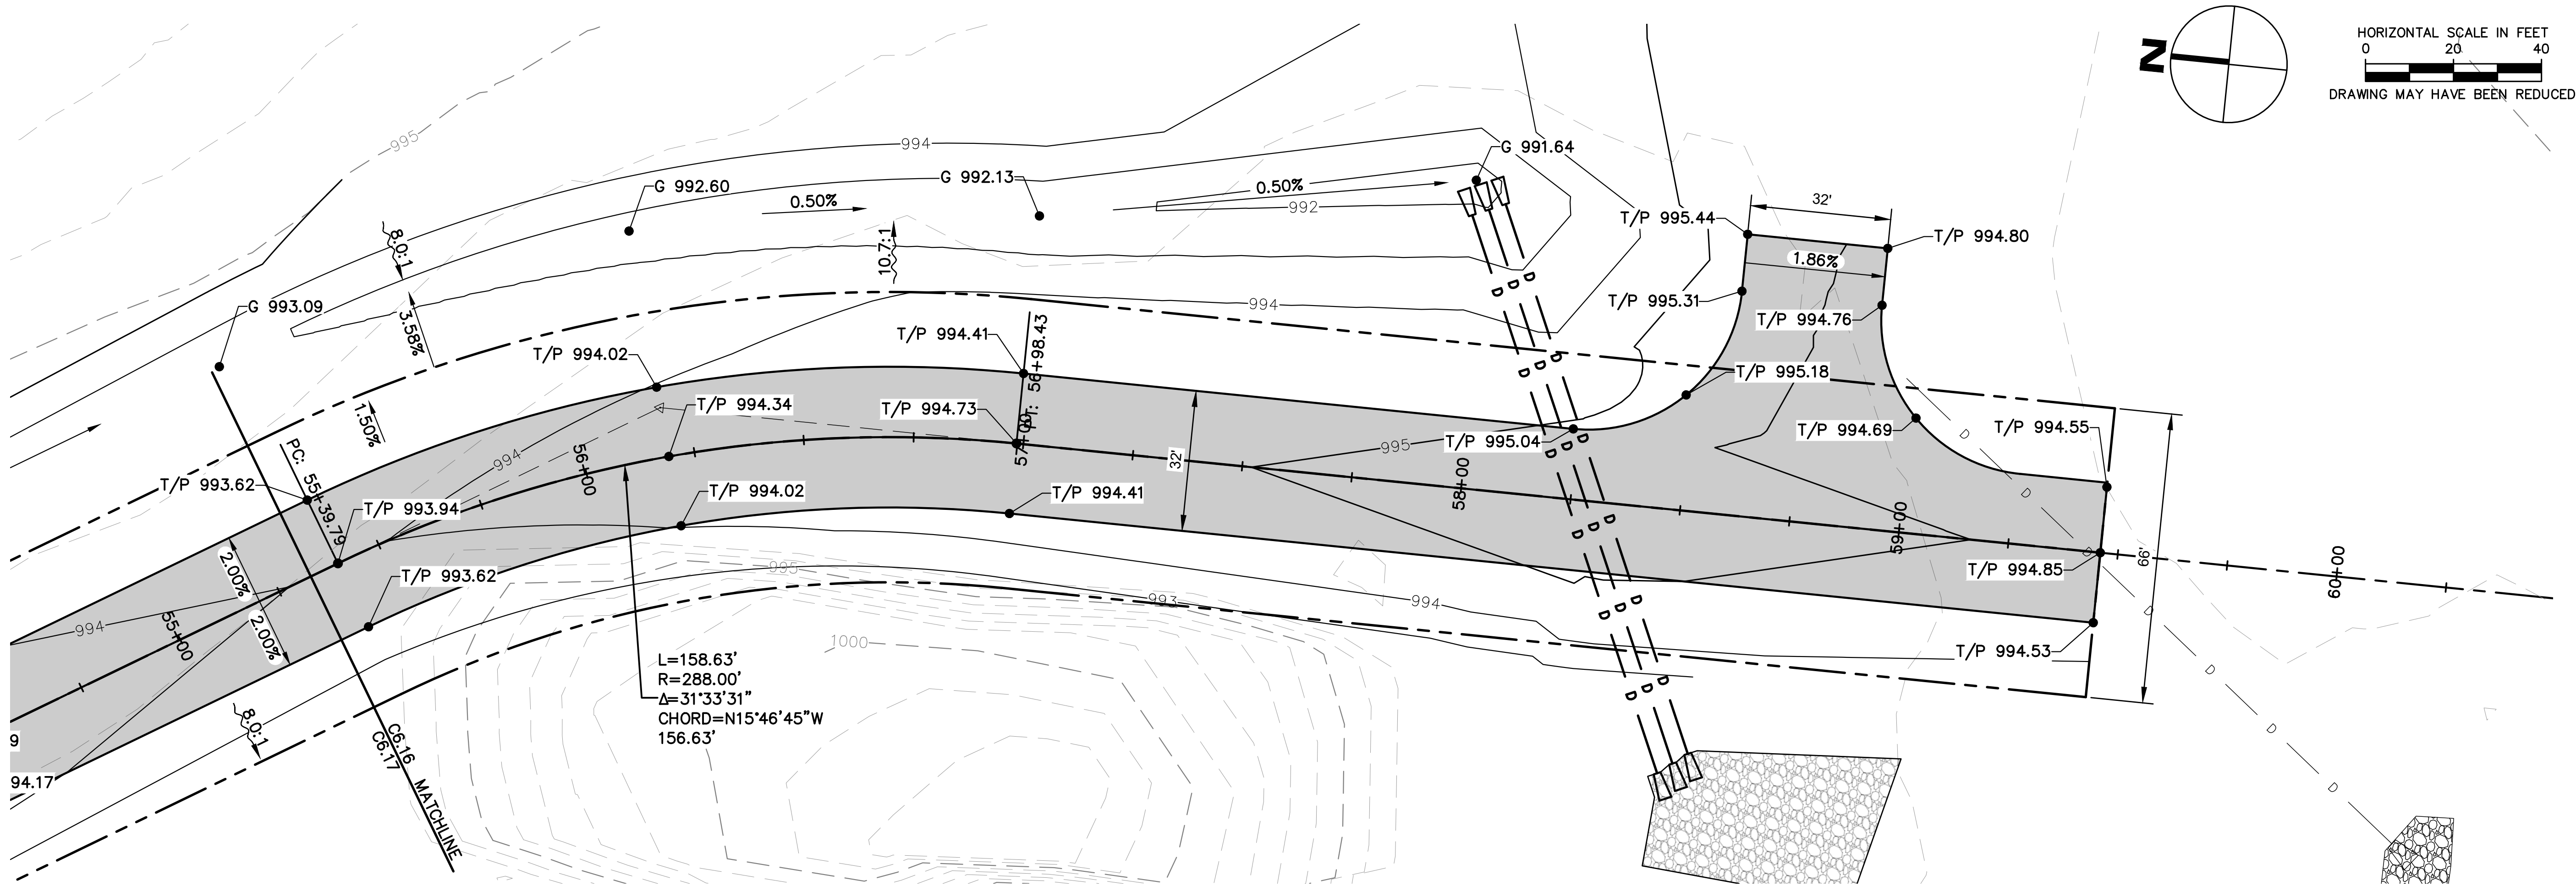 HORIZONTAL SCALE IN FEET
0 20 40
DRAWING MAY HAVE BEEN REDUCED
N
995
994
G 991.64
G 992.60
G 992.13
0.50%
0.50%
992
32'
T/P 995.44
T/P 994.80
8.0:1
10.7:1
1.86%
G 993.09
3.58%
994
T/P 995.31
T/P 994.76
T/P 994.41
PT: 56+98.43
T/P 994.02
T/P 995.18
1.50%
T/P 994.34
T/P 994.73
57+00
T/P 995.04
995
T/P 994.69
T/P 994.55
PC: 55+39.79
994
56+00
32'
58+00
T/P 993.62
T/P 993.94
T/P 994.02
T/P 994.41
59+00
66'
60+00
T/P 994.85
2.00%
2.00%
T/P 993.62
995
993
994
994
55+00
1000
T/P 994.53
L=158.63'
R=288.00'
Δ=31°33'31"
CHORD=N15°46'45"W
156.63'
8.0:1
9
94.17
C6.16
C6.17
MATCHLINE
D D D
D D D
D D D
D D D
D D D
D D D
D D D
D D D
D
D
D
D
D
D
D